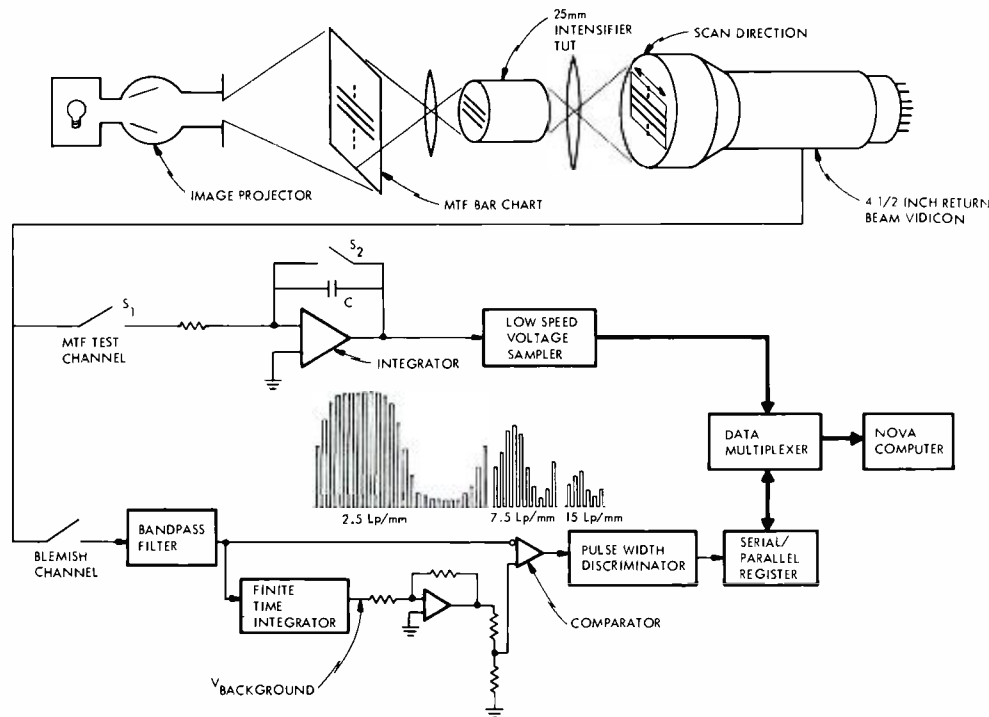 25mm
INTENSIFIER
TUT
SCAN DIRECTION
IMAGE PROJECTOR
MTF BAR CHART
4 1/2 INCH RETURN
BEAM VIDICON
S2
C
S1
MTF TEST
CHANNEL
INTEGRATOR
LOW SPEED
VOLTAGE
SAMPLER
DATA
MULTIPLEXER
NOVA
COMPUTER
2.5 Lp/mm
7.5 Lp/mm
15 Lp/mm
BLEMISH
CHANNEL
BANDPASS
FILTER
PULSE WIDTH
DISCRIMINATOR
SERIAL/
PARALLEL
REGISTER
FINITE
TIME
INTEGRATOR
COMPARATOR
VBACKGROUND